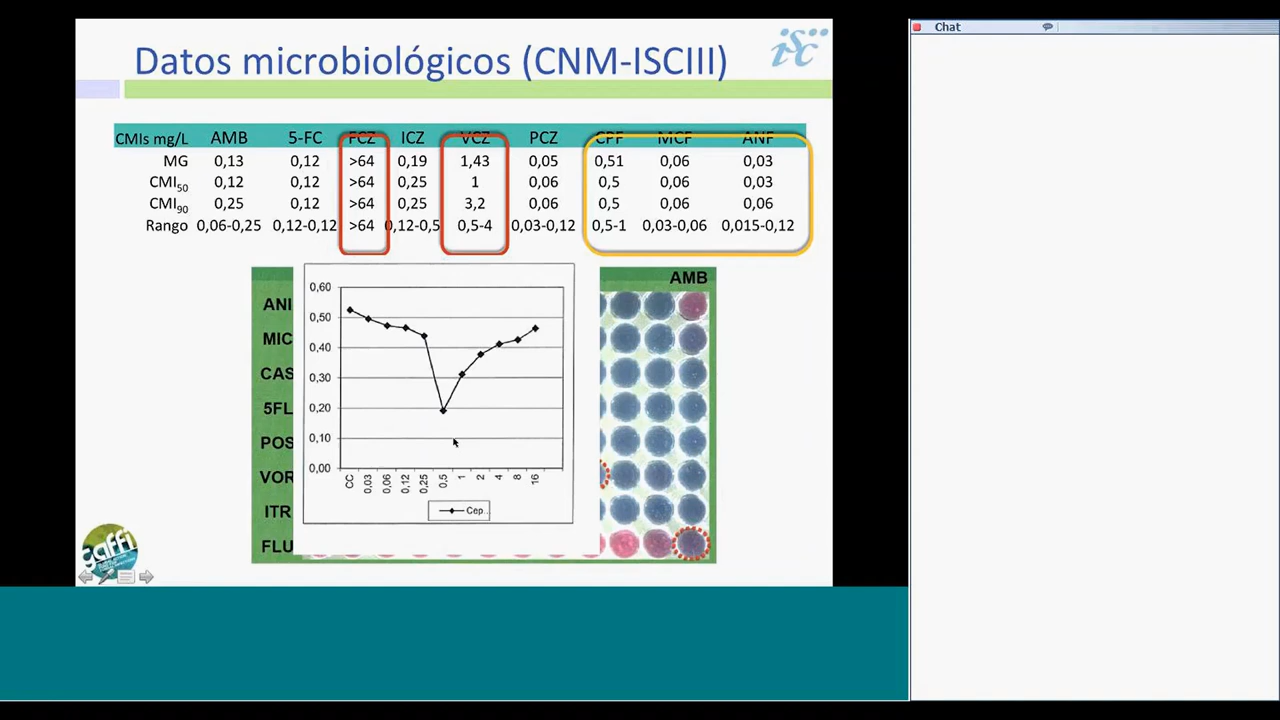 Chat
Datos microbiológicos (CNM-ISCIII)
isciii
CMIs mg/L AMB 5-FC FCZ ICZ VCZ PCZ CPF MCF ANF
MG 0,13 0,12 >64 0,19 1,43 0,05 0,51 0,06 0,03
CMI50 0,12 0,12 >64 0,25 1 0,06 0,5 0,06 0,03
CMI90 0,25 0,12 >64 0,25 3,2 0,06 0,5 0,06 0,06
Rango 0,06-0,25 0,12-0,12 >64 0,12-0,5 0,5-4 0,03-0,12 0,5-1 0,03-0,06 0,015-0,12
AMB
ANI
MIC
CAS
5FL
POS
VOR
ITR
FLU
0,60
0,50
0,40
0,30
0,20
0,10
0,00
CC 0,03 0,06 0,12 0,25 0,5 1 2 4 8 16
Cep..
gaffi